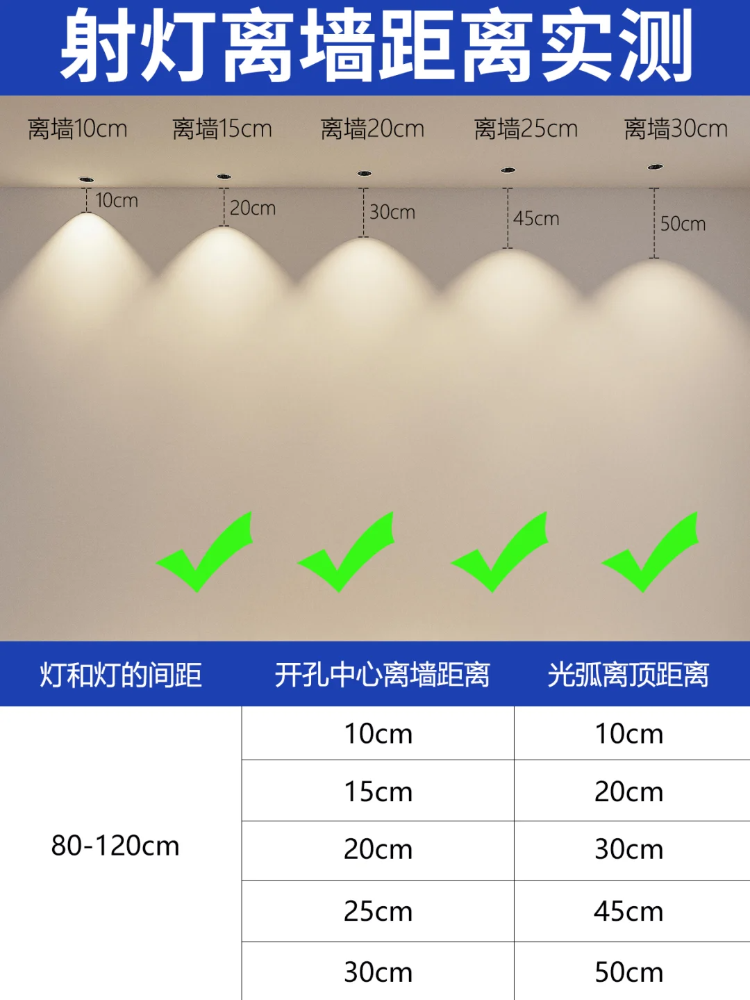 射灯离墙距离实测
离墙10cm 离墙15cm 离墙20cm 离墙25cm 离墙30cm
10cm 20cm 30cm 45cm 50cm
灯和灯的间距 开孔中心离墙距离 光弧离顶距离
10cm 10cm
15cm 20cm
80-120cm 20cm 30cm
25cm 45cm
30cm 50cm